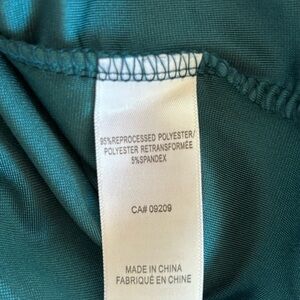 95%REPROCESSED POLYESTER/
POLYESTER RETRANSFORMÉE
5%SPANDEX
CA# 09209
MADE IN CHINA
FABRIQUÉ EN CHINE